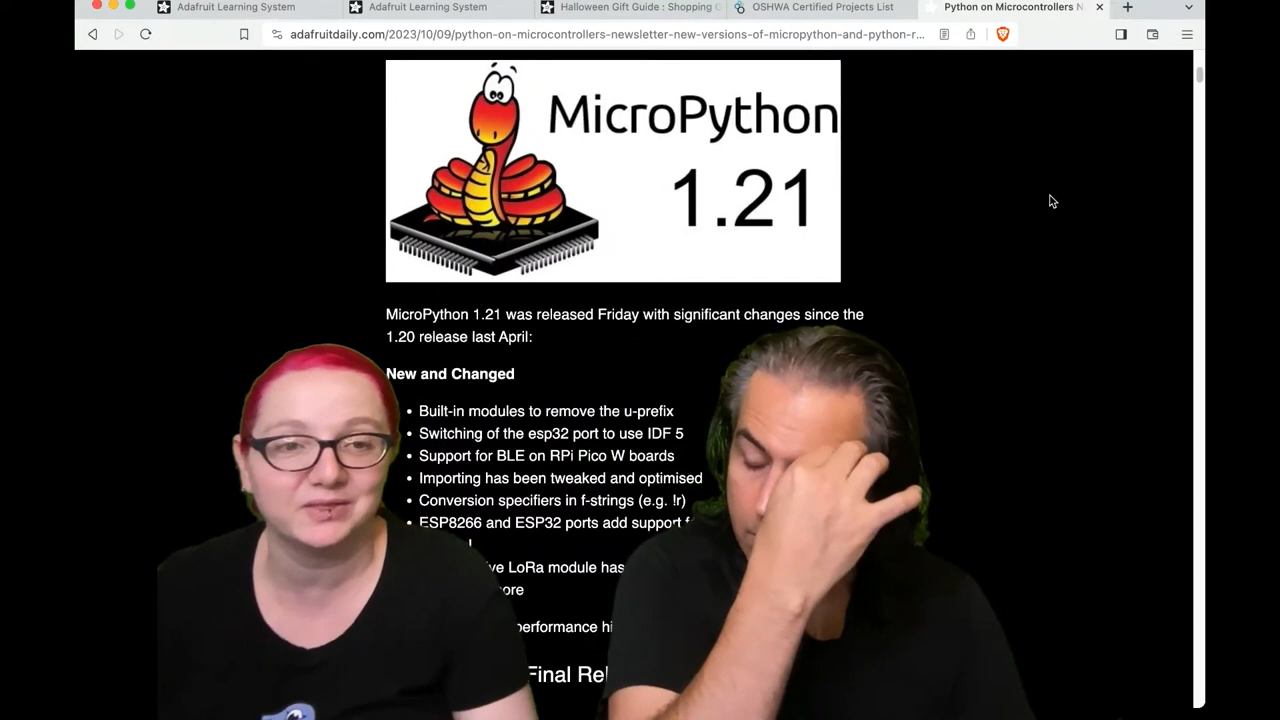 Adafruit Learning System
Adafruit Learning System
Halloween Gift Guide : Shopping
OSHWA Certified Projects List
Python on Microcontrollers N
adafruitdaily.com/2023/10/09/python-on-microcontrollers-newsletter-new-versions-of-micropython-and-python-r...
MicroPython
1.21
MicroPython 1.21 was released Friday with significant changes since the
1.20 release last April:
New and Changed
• Built-in modules to remove the u-prefix
• Switching of the esp32 port to use IDF 5
• Support for BLE on RPi Pico W boards
• Importing has been tweaked and optimised
• Conversion specifiers in f-strings (e.g. !r)
• ESP8266 and ESP32 ports add support
LoRa module has
performance
Final